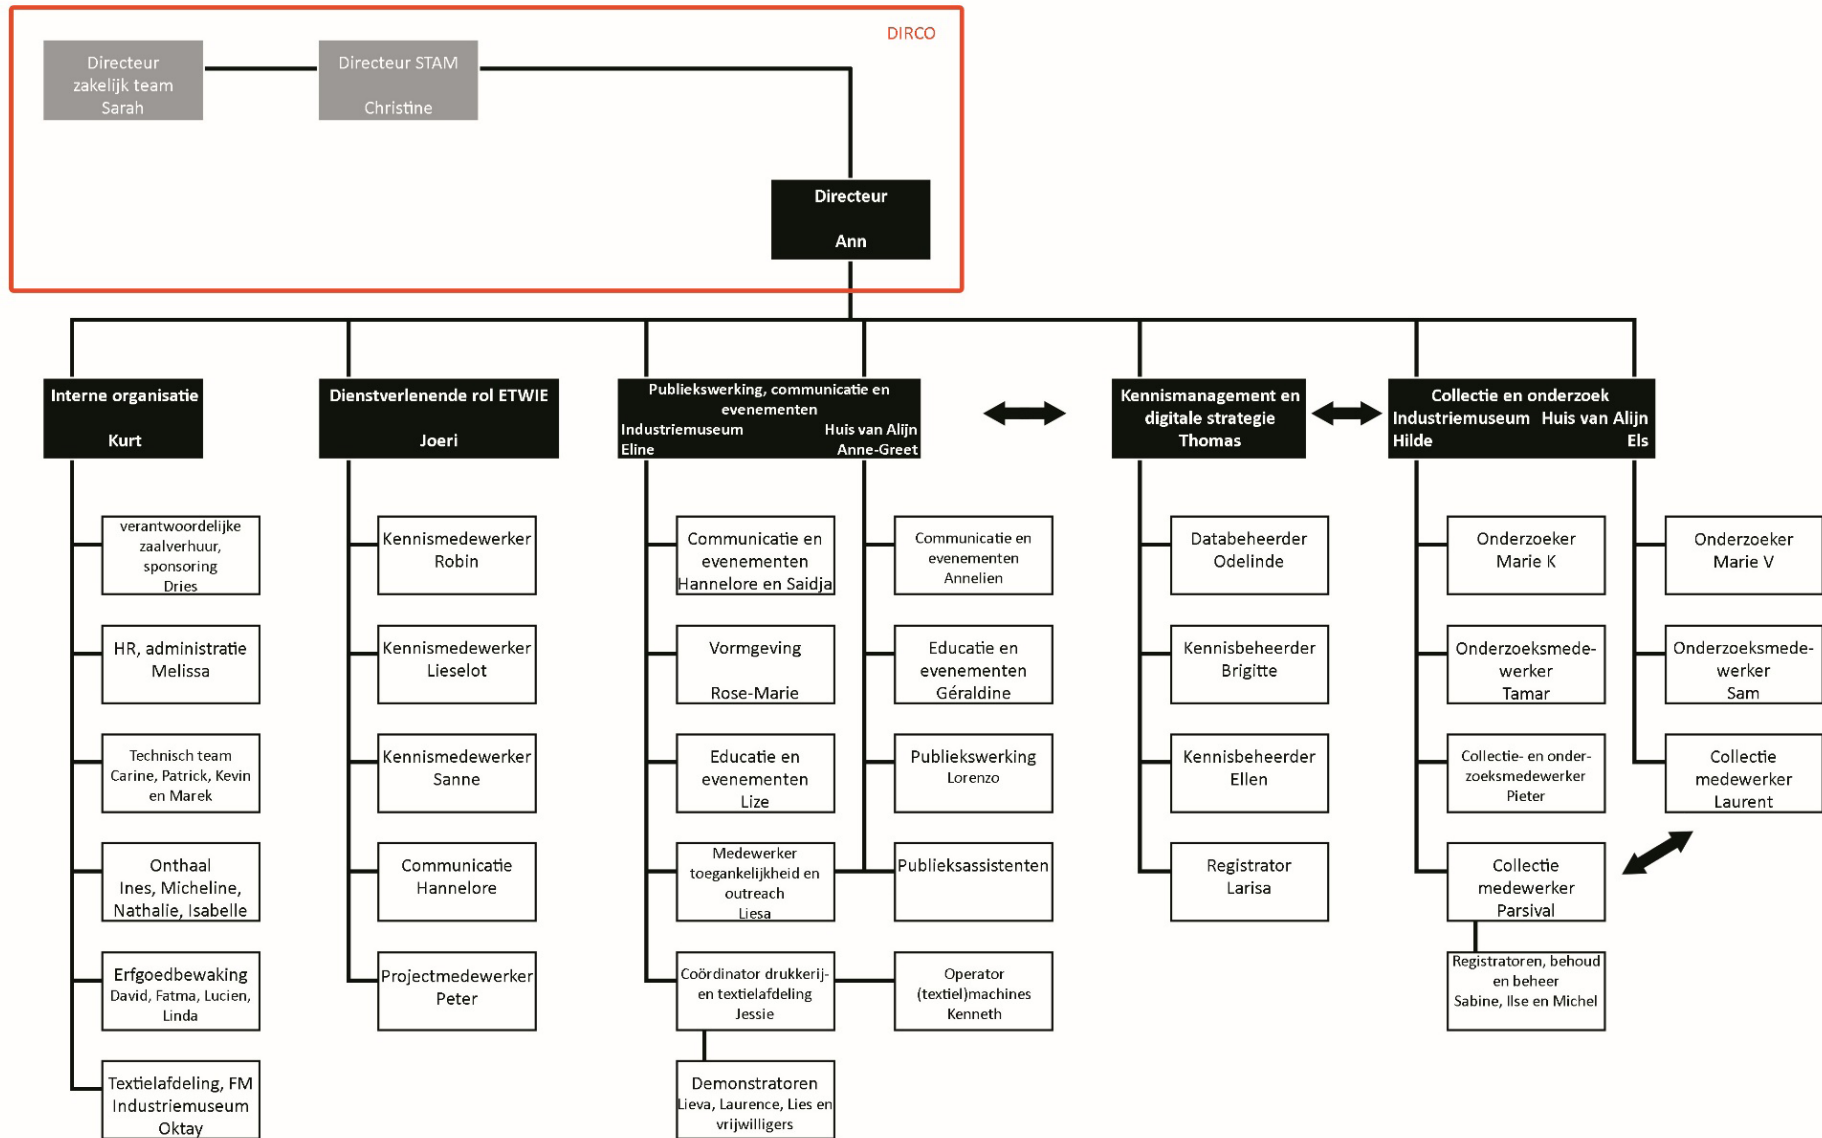 DIRCO
Directeur
zakelijk team
Sarah
Directeur STAM
Christine
Directeur
Ann
Interne organisatie
Kurt
Dienstverlenende rol ETWIE
Joeri
Publiekswerking, communicatie en
evenementen
Industriemuseum Huis van Alijn
Eline Anne-Greet
Kennismanagement en
digitale strategie
Thomas
Collectie en onderzoek
Industriemuseum Huis van Alijn
Hilde Els
verantwoordelijke
zaalverhuur,
sponsoring
Dries
HR, administratie
Melissa
Technisch team
Carine, Patrick, Kevin
en Marek
Onthaal
Ines, Micheline,
Nathalie, Isabelle
Erfgoedbewaking
David, Fatma, Lucien,
Linda
Textielafdeling, FM
Industriemuseum
Oktay
Kennismedewerker
Robin
Kennismedewerker
Lieselot
Kennismedewerker
Sanne
Communicatie
Hannelore
Projectmedewerker
Peter
Communicatie en
evenementen
Hannelore en Saidja
Vormgeving
Rose-Marie
Educatie en
evenementen
Lize
Medewerker
toegankelijkheid en
outreach
Liesa
Coördinator drukkerij-
en textielafdeling
Jessie
Demonstratoren
Lieva, Laurence, Lies en
vrijwilligers
Communicatie en
evenementen
Annelien
Educatie en
evenementen
Géraldine
Publiekswerking
Lorenzo
Publieksassistenten
Operator
(textiel)machines
Kenneth
Databeheerder
Odelinde
Kennisbeheerder
Brigitte
Kennisbeheerder
Ellen
Registrator
Larisa
Onderzoeker
Marie K
Onderzoeksmede-
werker
Tamar
Collectie- en onder-
zoeksmedewerker
Pieter
Collectie
medewerker
Parsival
Registratoren, behoud
en beheer
Sabine, Ilse en Michel
Onderzoeker
Marie V
Onderzoeksmede-
werker
Sam
Collectie
medewerker
Laurent